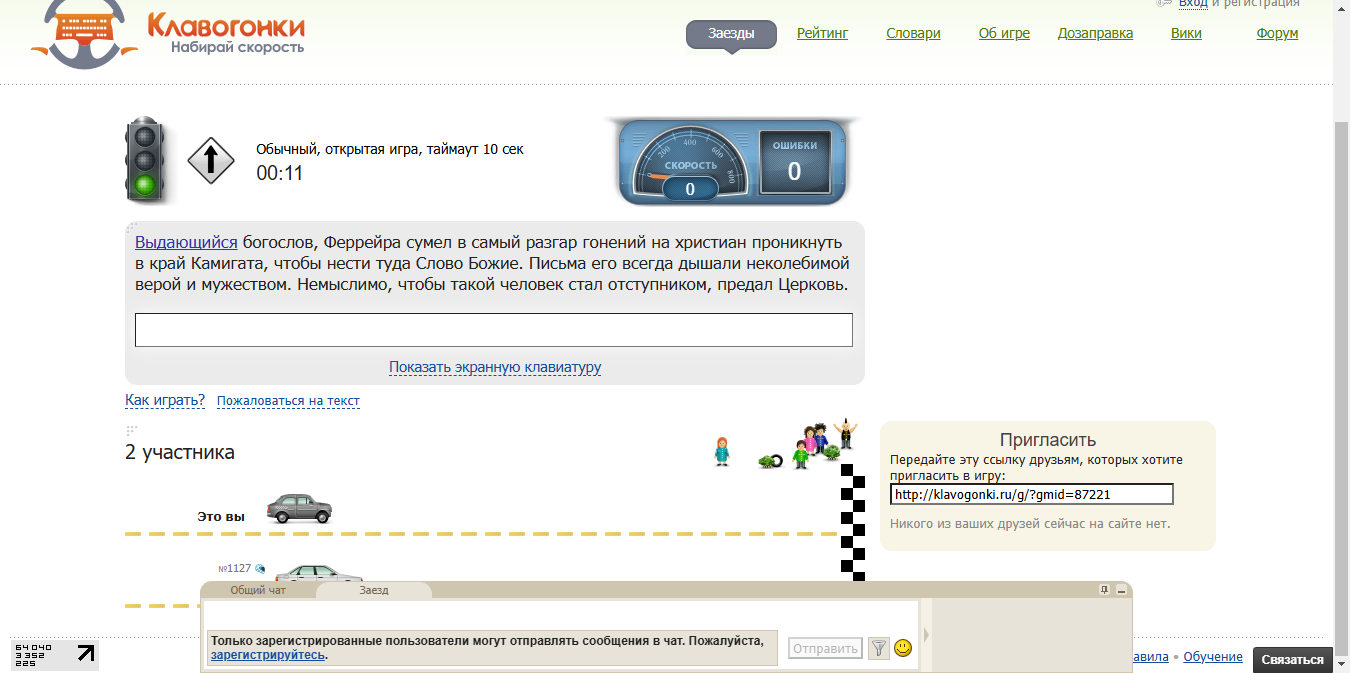 Вход и регистрация
Клавогонки
Набирай скорость
Заезды Рейтинг Словари Об игре Дозаправка Вики Форум
Обычный, открытая игра, таймаут 10 сек
00:11
200 400 600 800
СКОРОСТЬ
0
ОШИБКИ
0
Выдающийся богослов, Феррейра сумел в самый разгар гонений на христиан проникнуть
в край Камигата, чтобы нести туда Слово Божие. Письма его всегда дышали неколебимой
верой и мужеством. Немыслимо, чтобы такой человек стал отступником, предал Церковь.
Показать экранную клавиатуру
Как играть? Пожаловаться на текст
2 участника
Это вы
№1127
Пригласить
Передайте эту ссылку друзьям, которых хотите
пригласить в игру:
http://klavogonki.ru/g/?gmid=87221
Никого из ваших друзей сейчас на сайте нет.
Общий чат Заезд
Только зарегистрированные пользователи могут отправлять сообщения в чат. Пожалуйста,
зарегистрируйтесь.
Отправить
64 040
3 352
225
авила • Обучение
Связаться